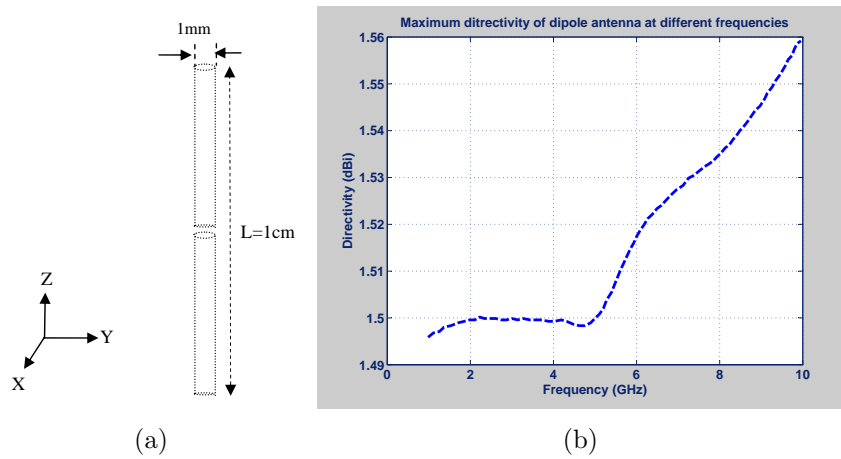 1mm
L=1cm
Z
Y
X
(a)
Maximum ditrectivity of dipole antenna at different frequencies
1.56
1.55
1.54
1.53
1.52
1.51
1.5
1.49
Directivity (dBi)
0 2 4 6 8 10
Frequency (GHz)
(b)